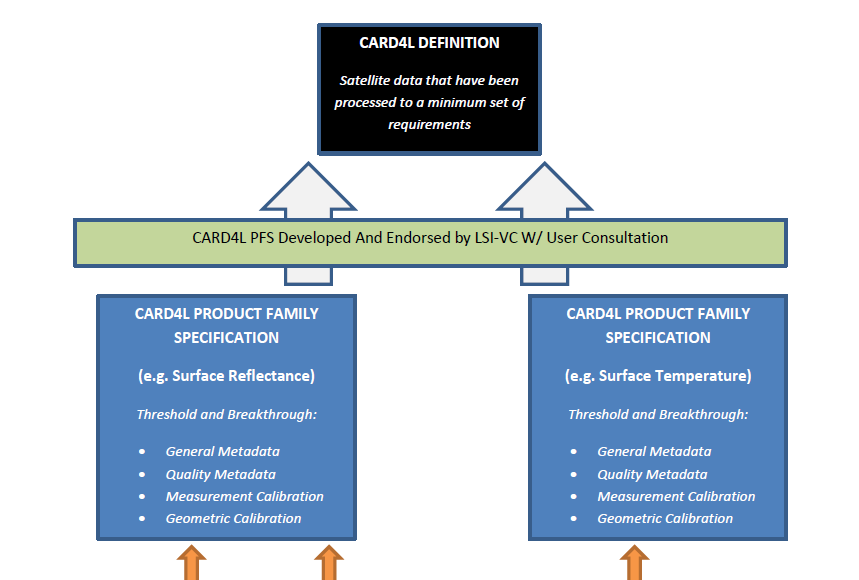 CARD4L DEFINITION
Satellite data that have been
processed to a minimum set of
requirements
CARD4L PFS Developed And Endorsed by LSI-VC W/ User Consultation
CARD4L PRODUCT FAMILY
SPECIFICATION
(e.g. Surface Reflectance)
Threshold and Breakthrough:
• General Metadata
• Quality Metadata
• Measurement Calibration
• Geometric Calibration
CARD4L PRODUCT FAMILY
SPECIFICATION
(e.g. Surface Temperature)
Threshold and Breakthrough:
• General Metadata
• Quality Metadata
• Measurement Calibration
• Geometric Calibration